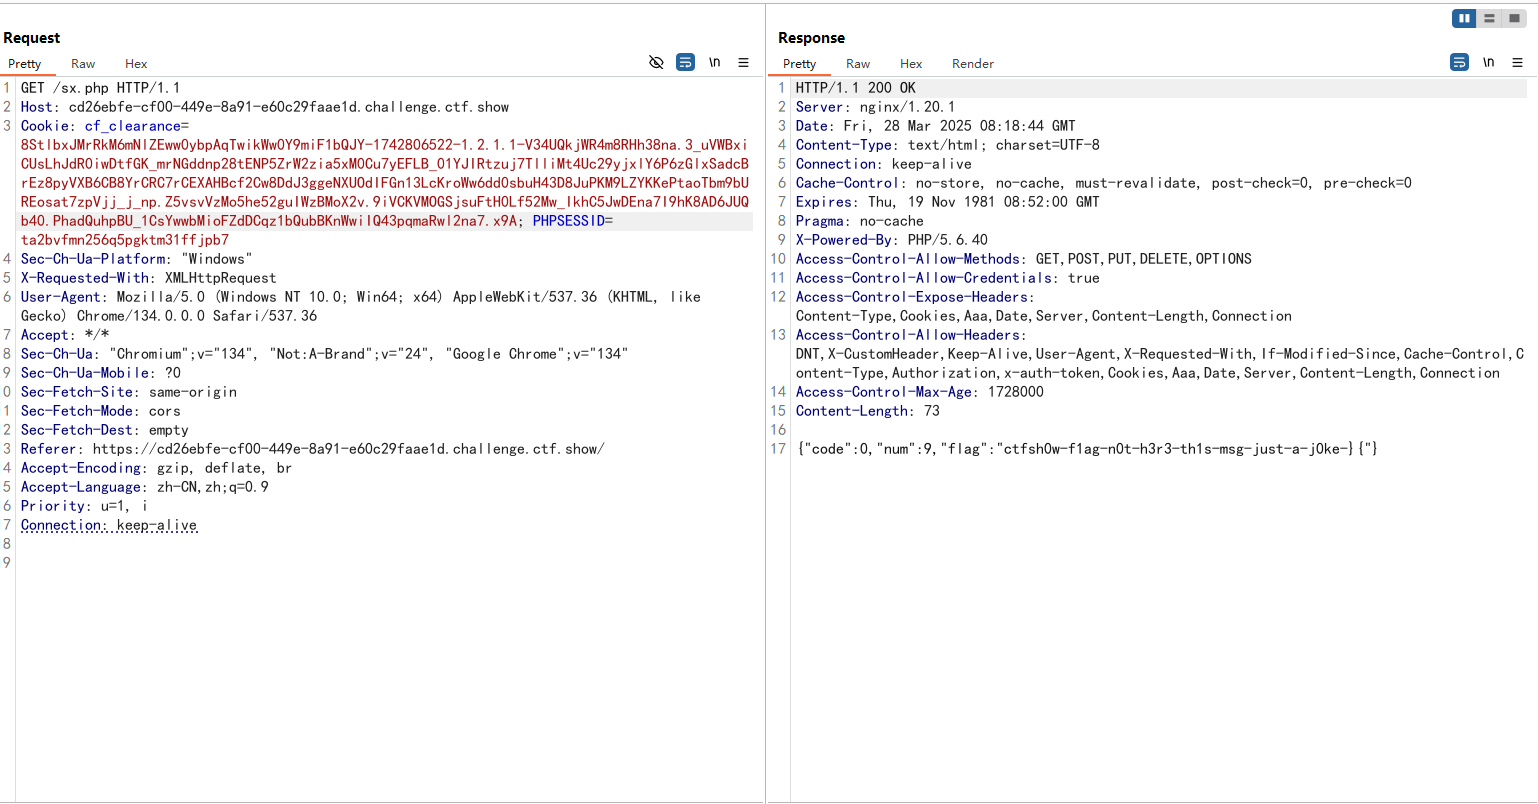 Request
Pretty Raw Hex
\n
1 GET /sx.php HTTP/1.1
2 Host: cd26ebfe-cf00-449e-8a91-e60c29faae1d.challenge.ctf.show
3 Cookie: cf_clearance=
8StlbxJMrRkM6mNlZEwwOybpAqTwikWwOY9miF1bQJY-1742806522-1.2.1.1-V34UQkjWR4m8RHh38na.3_uVWBxi
CUsLhJdROiwDtfGK_mrNGddnp28tENP5ZrW2zia5xMOCu7yEFLB_01YJIRtzuj7TlliMt4Uc29yjxlY6P6zGlxSadcB
rEz8pyVXB6CB8YrCRC7rCEXAHBcf2Cw8DdJ3ggeNXUOdIFGn13LcKroWw6ddOsbuH43D8JuPKM9LZYKKePtaoTbm9bU
REosat7zpVjj_j_np.Z5vsvVzMo5he52guIWzBMoX2v.9iVCKVMOGSjsuFtHOLf52Mw_IkhC5JwDEna7I9hK8AD6JUQ
b40.PhadQuhpBU_1CsYwwbMioFZdDCqz1bQubBKnWwilQ43pqmaRwl2na7.x9A; PHPSESSID=
ta2bvfmn256q5pgktm31ffjpb7
4 Sec-Ch-Ua-Platform: "Windows"
5 X-Requested-With: XMLHttpRequest
6 User-Agent: Mozilla/5.0 (Windows NT 10.0; Win64; x64) AppleWebKit/537.36 (KHTML, like
Gecko) Chrome/134.0.0.0 Safari/537.36
7 Accept: */*
8 Sec-Ch-Ua: "Chromium";v="134", "Not:A-Brand";v="24", "Google Chrome";v="134"
9 Sec-Ch-Ua-Mobile: ?0
0 Sec-Fetch-Site: same-origin
1 Sec-Fetch-Mode: cors
2 Sec-Fetch-Dest: empty
3 Referer: https://cd26ebfe-cf00-449e-8a91-e60c29faae1d.challenge.ctf.show/
4 Accept-Encoding: gzip, deflate, br
5 Accept-Language: zh-CN,zh;q=0.9
6 Priority: u=1, i
7 Connection: keep-alive
8
9
Response
Pretty Raw Hex Render
\n
1 HTTP/1.1 200 OK
2 Server: nginx/1.20.1
3 Date: Fri, 28 Mar 2025 08:18:44 GMT
4 Content-Type: text/html; charset=UTF-8
5 Connection: keep-alive
6 Cache-Control: no-store, no-cache, must-revalidate, post-check=0, pre-check=0
7 Expires: Thu, 19 Nov 1981 08:52:00 GMT
8 Pragma: no-cache
9 X-Powered-By: PHP/5.6.40
10 Access-Control-Allow-Methods: GET,POST,PUT,DELETE,OPTIONS
11 Access-Control-Allow-Credentials: true
12 Access-Control-Expose-Headers:
Content-Type,Cookies,Aaa,Date,Server,Content-Length,Connection
13 Access-Control-Allow-Headers:
DNT,X-CustomHeader,Keep-Alive,User-Agent,X-Requested-With,If-Modified-Since,Cache-Control,C
ontent-Type,Authorization,x-auth-token,Cookies,Aaa,Date,Server,Content-Length,Connection
14 Access-Control-Max-Age: 1728000
15 Content-Length: 73
16
17 {"code":0,"num":9,"flag":"ctfsh0w-f1ag-n0t-h3r3-th1s-msg-just-a-j0ke-}{"}